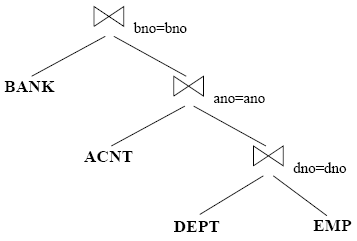 bno=bno
BANK
ano=ano
ACNT
dno=dno
DEPT
EMP